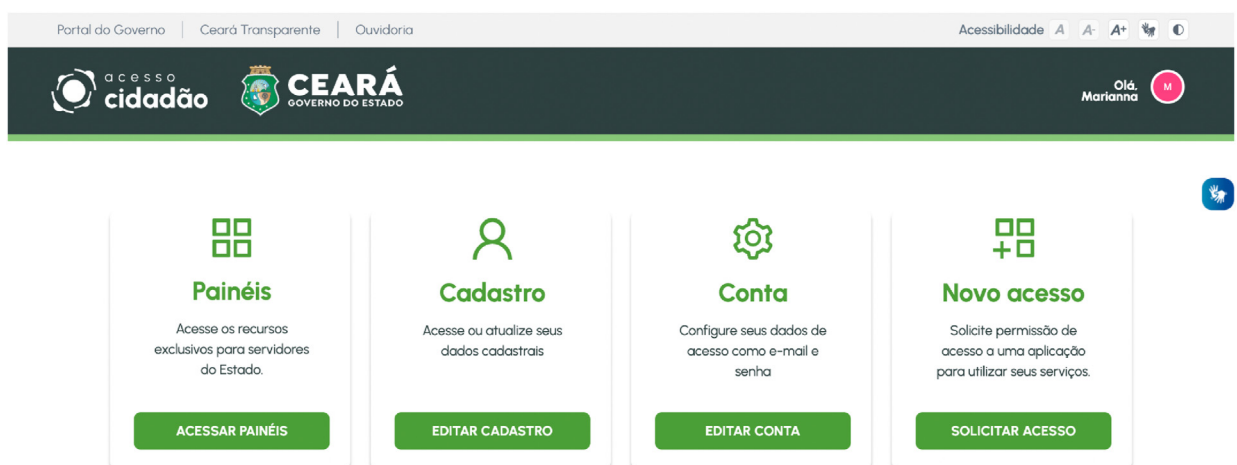 Portal do Governo | Ceará Transparente | Ouvidoria
Acessibilidade A A- A+
acesso
cidadão
CEARÁ
GOVERNO DO ESTADO
Olá,
Marianna
M
Painéis
Acesse os recursos
exclusivos para servidores
do Estado.
ACESSAR PAINÉIS
Cadastro
Acesse ou atualize seus
dados cadastrais
EDITAR CADASTRO
Conta
Configure seus dados de
acesso como e-mail e
senha
EDITAR CONTA
Novo acesso
Solicite permissão de
acesso a uma aplicação
para utilizar seus serviços.
SOLICITAR ACESSO